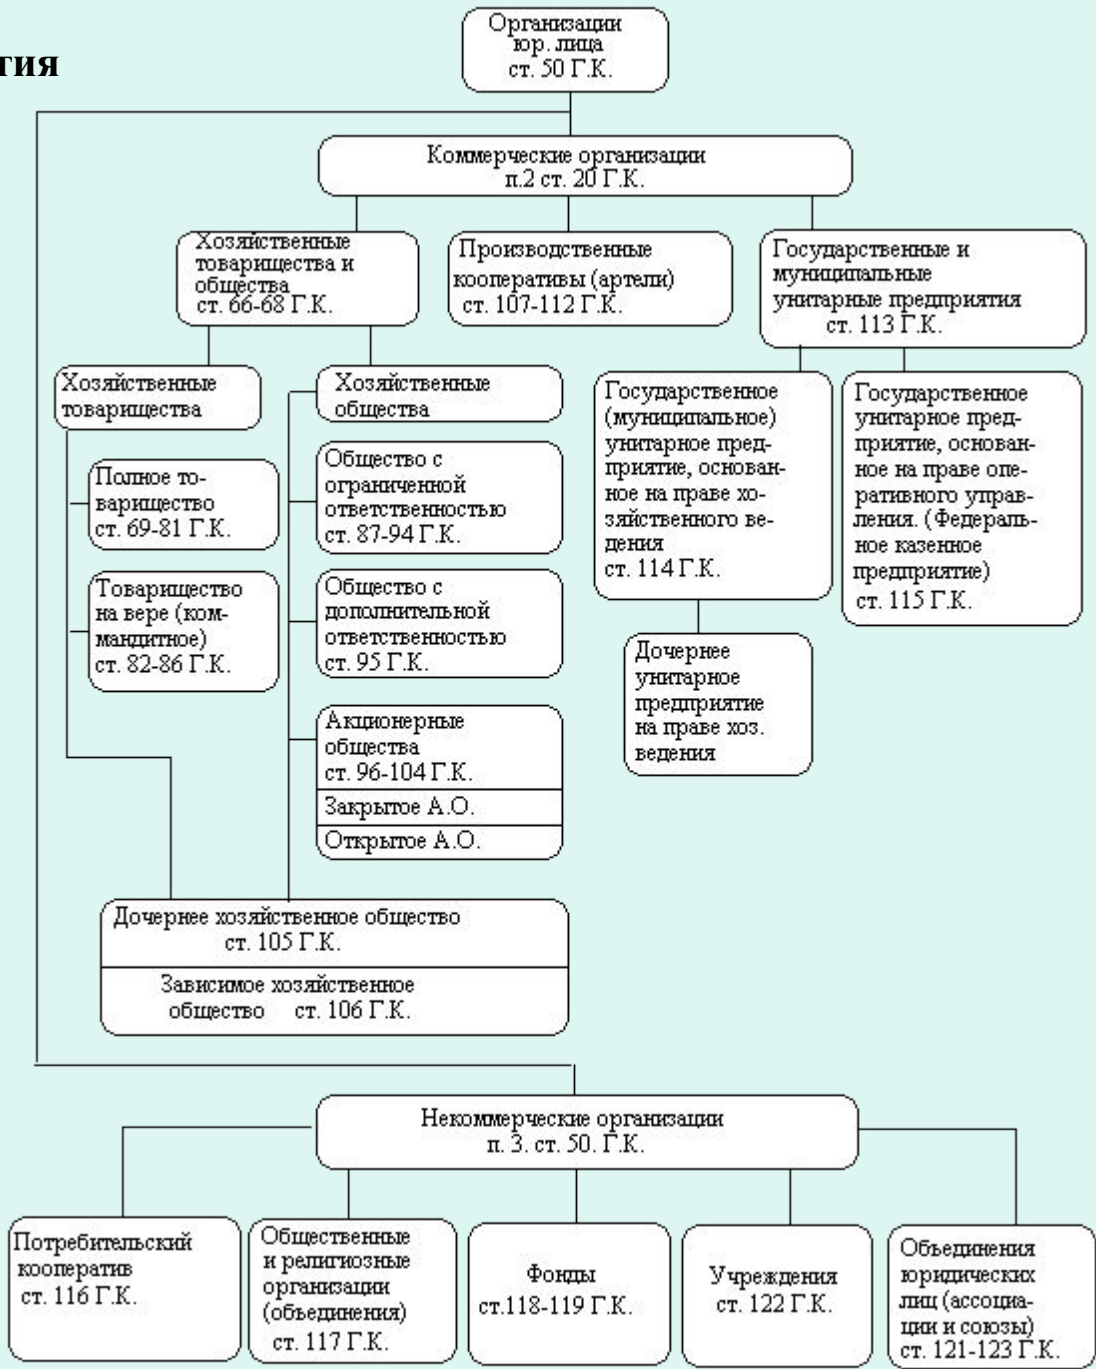 Организации
юр. лица
ст. 50 Г.К.
тия
Коммерческие организации
п.2 ст. 20 Г.К.
Хозяйственные
товарищества и
общества
ст. 66-68 Г.К.
Производственные
кооперативы (артели)
ст. 107-112 Г.К.
Государственные и
муниципальные
унитарные предприятия
ст. 113 Г.К.
Хозяйственные
товарищества
Хозяйственные
общества
Полное то-
варищество
ст. 69-81 Г.К.
Товарищество
на вере (ком-
мандитное)
ст. 82-86 Г.К.
Общество с
ограниченной
ответственностью
ст. 87-94 Г.К.
Общество с
дополнительной
ответственностью
ст. 95 Г.К.
Акционерные
общества
ст. 96-104 Г.К.
Закрытое А.О.
Открытое А.О.
Государственное
(муниципальное)
унитарное пред-
приятие, основан-
ное на праве хо-
зяйственного ве-
дения
ст. 114 Г.К.
Государственное
унитарное пред-
приятие, основан-
ное на праве опе-
ративного управ-
ления. (Федераль-
ное казенное
предприятие)
ст. 115 Г.К.
Дочернее
унитарное
предприятие
на праве хоз.
ведения
Дочернее хозяйственное общество
ст. 105 Г.К.
Зависимое хозяйственное
общество ст. 106 Г.К.
Некоммерческие организации
п. 3. ст. 50. Г.К.
Потребительский
кооператив
ст. 116 Г.К.
Общественные
и религиозные
организации
(объединения)
ст. 117 Г.К.
Фонды
ст.118-119 Г.К.
Учреждения
ст. 122 Г.К.
Объединения
юридических
лиц (ассоциа-
ции и союзы)
ст. 121-123 Г.К.